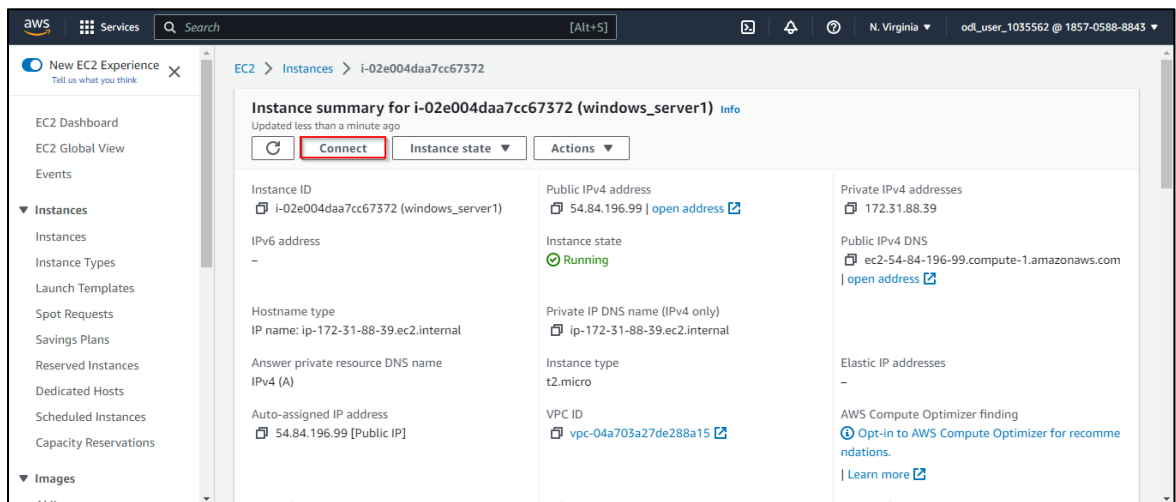 aws
Services
Search
[Alt+S]
N. Virginia ▼
odl_user_1035562 @ 1857-0588-8843 ▼
New EC2 Experience
Tell us what you think
EC2 Dashboard
EC2 Global View
Events
▼ Instances
Instances
Instance Types
Launch Templates
Spot Requests
Savings Plans
Reserved Instances
Dedicated Hosts
Scheduled Instances
Capacity Reservations
▼ Images
EC2 > Instances > i-02e004daa7cc67372
Instance summary for i-02e004daa7cc67372 (windows_server1) Info
Updated less than a minute ago
Connect
Instance state ▼
Actions ▼
Instance ID
i-02e004daa7cc67372 (windows_server1)
Public IPv4 address
54.84.196.99 | open address
Private IPv4 addresses
172.31.88.39
IPv6 address
–
Instance state
Running
Public IPv4 DNS
ec2-54-84-196-99.compute-1.amazonaws.com
| open address
Hostname type
IP name: ip-172-31-88-39.ec2.internal
Private IP DNS name (IPv4 only)
ip-172-31-88-39.ec2.internal
Answer private resource DNS name
IPv4 (A)
Instance type
t2.micro
Elastic IP addresses
–
Auto-assigned IP address
54.84.196.99 [Public IP]
VPC ID
vpc-04a703a27de288a15
AWS Compute Optimizer finding
Opt-in to AWS Compute Optimizer for recomme
ndations.
| Learn more